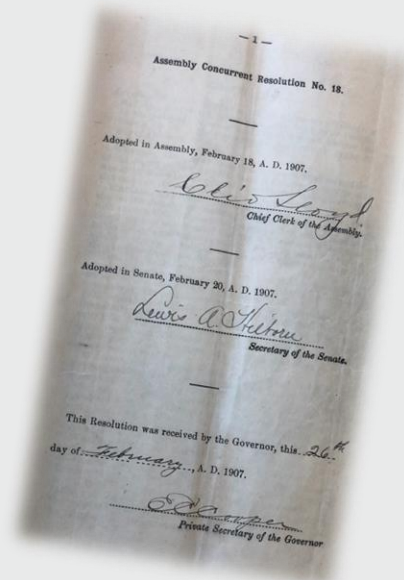 — 1 —
Assembly Concurrent Resolution No. 18.
Adopted in Assembly, February 18, A. D. 1907.
Clio Lloyd
Chief Clerk of the Assembly.
Adopted in Senate, February 20, A. D. 1907.
Lewis A. Hilborn
Secretary of the Senate.
This Resolution was received by the Governor, this 26th
day of February, A. D. 1907.
Cooper
Private Secretary of the Governor